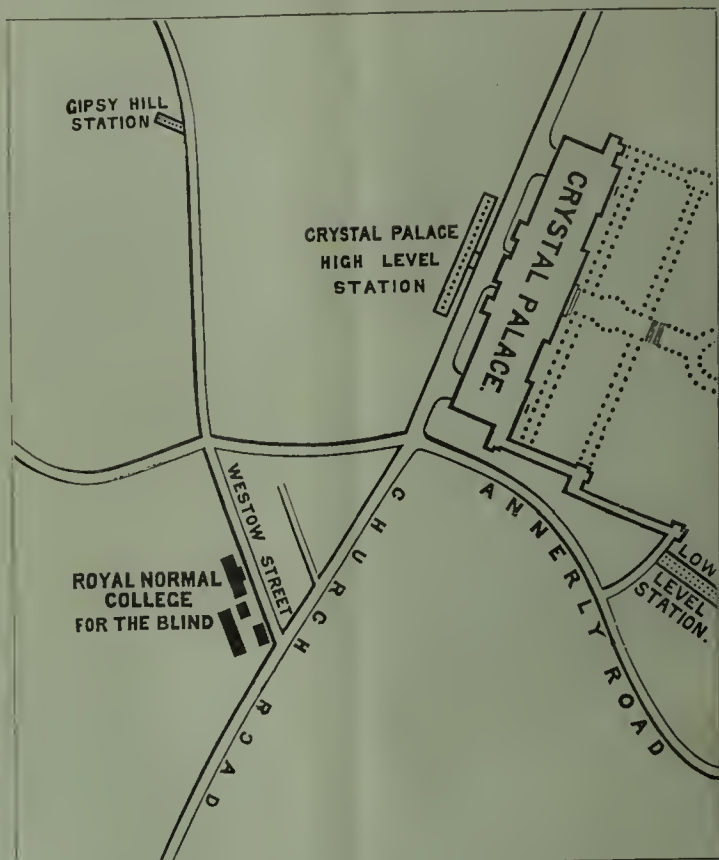 GIPSY HILL
STATION
CRYSTAL PALACE
HIGH LEVEL
STATION
CRYSTAL PALACE.
WESTOW STREET
CHURCH ROAD
ANNERLY ROAD
LOW
LEVEL
STATION.
ROYAL NORMAL
COLLEGE
FOR THE BLIND